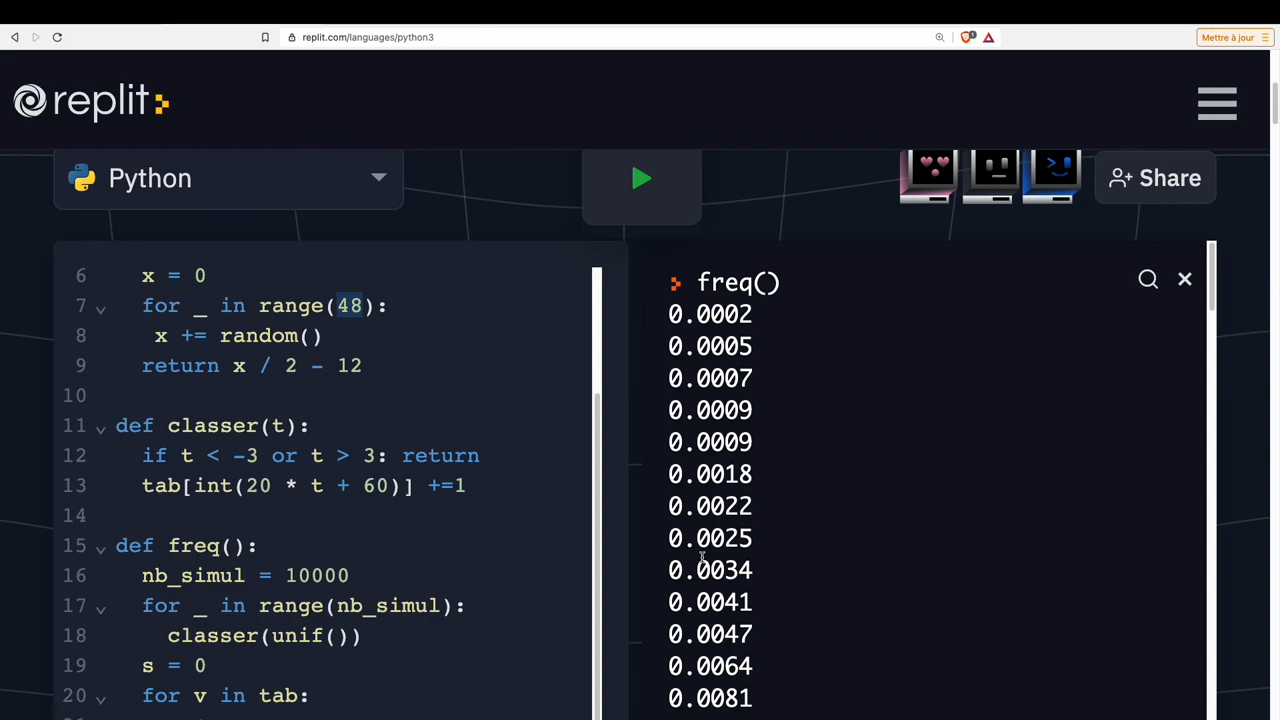 replit.com/languages/python3
1
Mettre à jour
replit
Python
Share
6 x = 0
7 for _ in range(48):
8 x += random()
9 return x / 2 - 12
10
11 def classer(t):
12 if t < -3 or t > 3: return
13 tab[int(20 * t + 60)] +=1
14
15 def freq():
16 nb_simul = 10000
17 for _ in range(nb_simul):
18 classer(unif())
19 s = 0
20 for v in tab:
freq()
0.0002
0.0005
0.0007
0.0009
0.0009
0.0018
0.0022
0.0025
0.0034
0.0041
0.0047
0.0064
0.0081